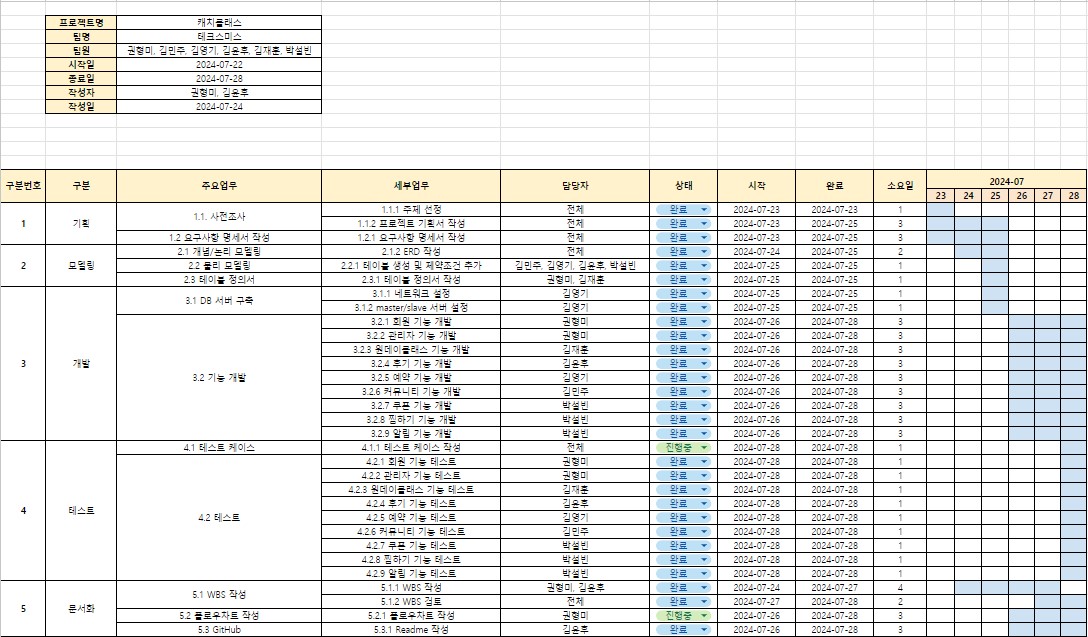 프로젝트명 캐치클래스
팀명 테크스미스
팀원 권형미, 김민주, 김영기, 김윤후, 김재훈, 박설빈
시작일 2024-07-22
종료일 2024-07-28
작성자 권형미, 김윤후
작성일 2024-07-24
구분번호 구분 주요업무 세부업무 담당자 상태 시작 완료 소요일 2024-07
23 24 25 26 27 28
1 기획 1.1. 사전조사 1.1.1 주제 선정 전체 완료 2024-07-23 2024-07-23 1
1.1.2 프로젝트 기획서 작성 전체 완료 2024-07-23 2024-07-25 3
1.2 요구사항 명세서 작성 1.2.1 요구사항 명세서 작성 전체 완료 2024-07-23 2024-07-25 3
2 모델링 2.1 개념/논리 모델링 2.1.2 ERD 작성 전체 완료 2024-07-24 2024-07-25 2
2.2 물리 모델링 2.2.1 테이블 생성 및 제약조건 추가 김민주, 김영기, 김윤후, 박설빈 완료 2024-07-25 2024-07-25 1
2.3 테이블 정의서 2.3.1 테이블 정의서 작성 권형미, 김재훈 완료 2024-07-25 2024-07-25 1
3 개발 3.1 DB 서버 구축 3.1.1 네트워크 설정 김영기 완료 2024-07-25 2024-07-25 1
3.1.2 master/slave 서버 설정 김영기 완료 2024-07-25 2024-07-25 1
3.2 기능 개발 3.2.1 회원 기능 개발 권형미 완료 2024-07-26 2024-07-28 3
3.2.2 관리자 기능 개발 권형미 완료 2024-07-26 2024-07-28 3
3.2.3 원데이클래스 기능 개발 김재훈 완료 2024-07-26 2024-07-28 3
3.2.4 후기 기능 개발 김윤후 완료 2024-07-26 2024-07-28 3
3.2.5 예약 기능 개발 김영기 완료 2024-07-26 2024-07-28 3
3.2.6 커뮤니티 기능 개발 김민주 완료 2024-07-26 2024-07-28 3
3.2.7 쿠폰 기능 개발 박설빈 완료 2024-07-26 2024-07-28 3
3.2.8 찜하기 기능 개발 박설빈 완료 2024-07-26 2024-07-28 3
3.2.9 알림 기능 개발 박설빈 완료 2024-07-26 2024-07-28 3
4 테스트 4.1 테스트 케이스 4.1.1 테스트 케이스 작성 전체 진행중 2024-07-28 2024-07-28 1
4.2 테스트 4.2.1 회원 기능 테스트 권형미 완료 2024-07-28 2024-07-28 1
4.2.2 관리자 기능 테스트 권형미 완료 2024-07-28 2024-07-28 1
4.2.3 원데이클래스 기능 테스트 김재훈 완료 2024-07-28 2024-07-28 1
4.2.4 후기 기능 테스트 김윤후 완료 2024-07-28 2024-07-28 1
4.2.5 예약 기능 테스트 김영기 완료 2024-07-28 2024-07-28 1
4.2.6 커뮤니티 기능 테스트 김민주 완료 2024-07-28 2024-07-28 1
4.2.7 쿠폰 기능 테스트 박설빈 완료 2024-07-28 2024-07-28 1
4.2.8 찜하기 기능 테스트 박설빈 완료 2024-07-28 2024-07-28 1
4.2.9 알림 기능 테스트 박설빈 완료 2024-07-28 2024-07-28 1
5 문서화 5.1 WBS 작성 5.1.1 WBS 작성 권형미, 김윤후 완료 2024-07-24 2024-07-27 4
5.1.2 WBS 검토 전체 완료 2024-07-27 2024-07-28 2
5.2 플로우차트 작성 5.2.1 플로우차트 작성 권형미 진행중 2024-07-26 2024-07-28 3
5.3 GitHub 5.3.1 Readme 작성 김윤후 완료 2024-07-26 2024-07-28 3